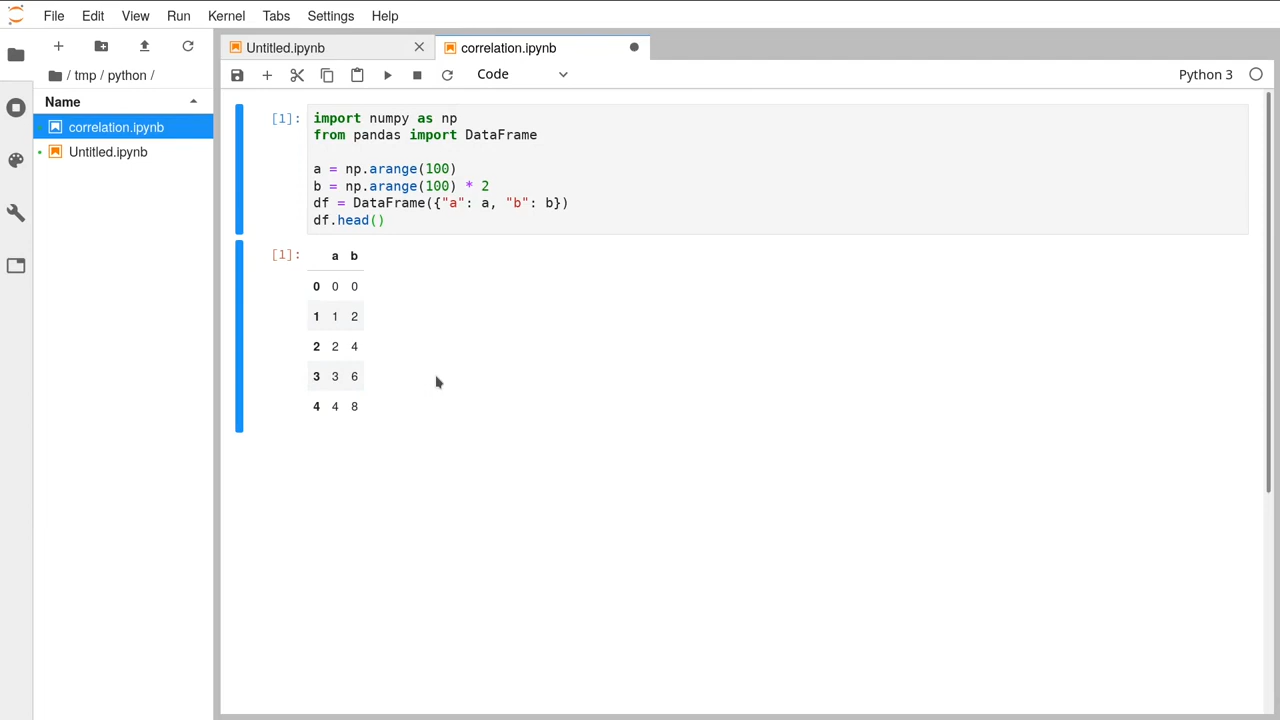 File Edit View Run Kernel Tabs Settings Help
/ tmp / python /
Name
correlation.ipynb
Untitled.ipynb
Untitled.ipynb
correlation.ipynb
Code
Python 3
[1]:
import numpy as np
from pandas import DataFrame
a = np.arange(100)
b = np.arange(100) * 2
df = DataFrame({"a": a, "b": b})
df.head()
[1]:
a b
0 0 0
1 1 2
2 2 4
3 3 6
4 4 8